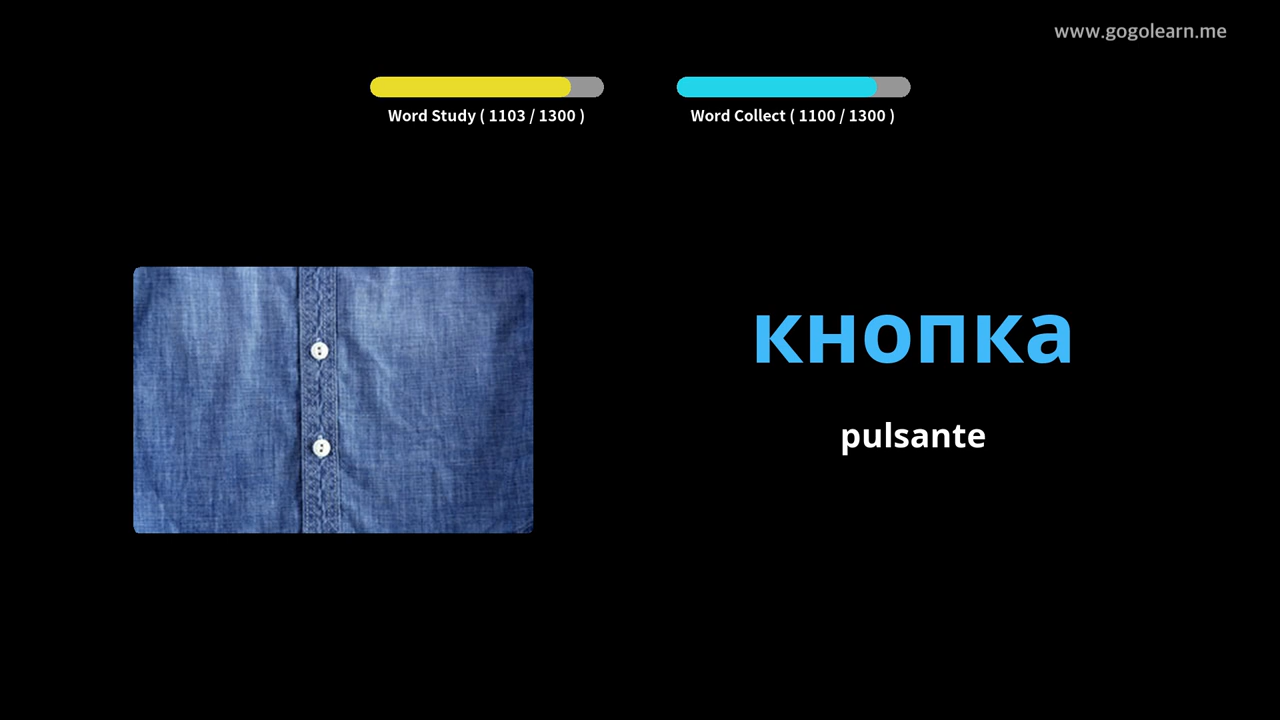 www.gogolearn.me
Word Study ( 1103 / 1300 )
Word Collect ( 1100 / 1300 )
кнопка
pulsante